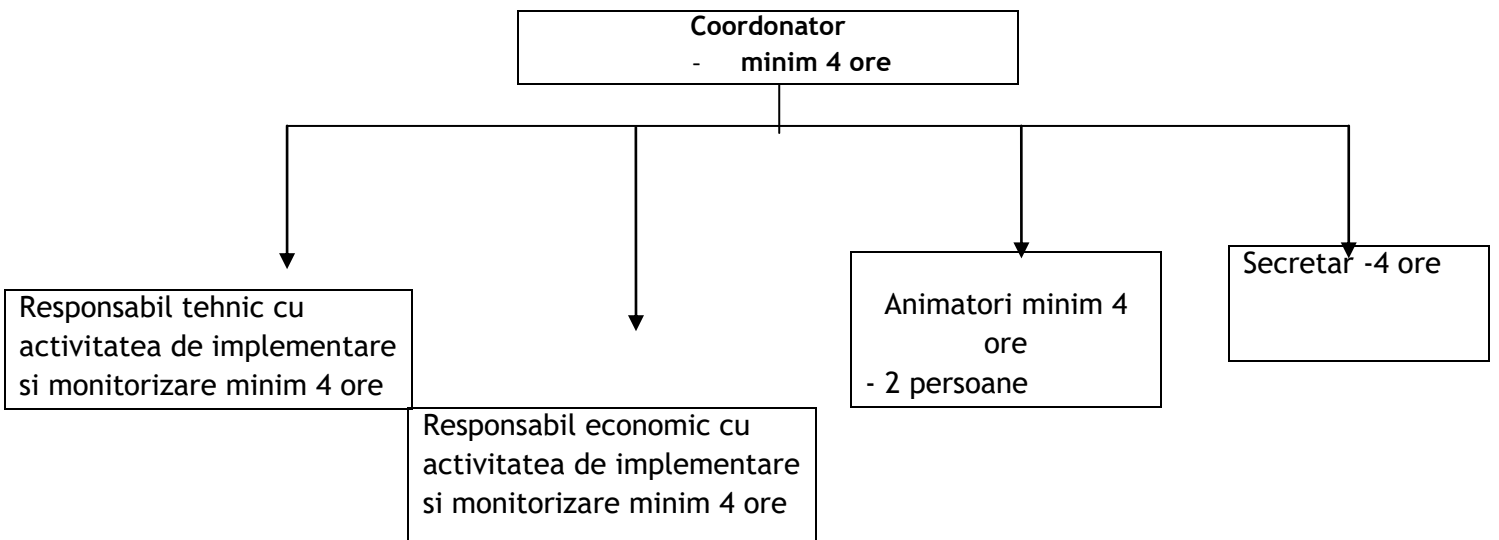 Coordonator
- minim 4 ore
Responsabil tehnic cu
activitatea de implementare
si monitorizare minim 4 ore
Responsabil economic cu
activitatea de implementare
si monitorizare minim 4 ore
Animatori minim 4
ore
- 2 persoane
Secretar -4 ore